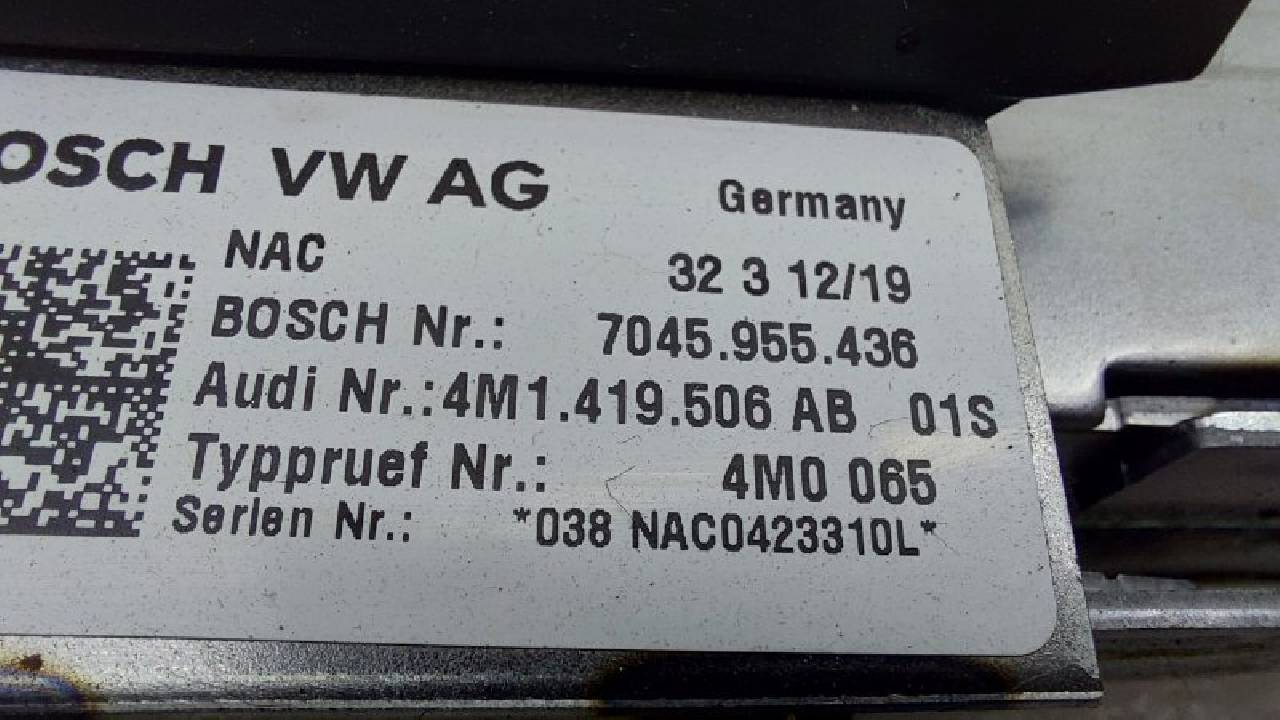 OSCH VW AG Germany
NAC 32 3 12/19
BOSCH Nr.: 7045.955.436
Audi Nr.:4M1.419.506 AB 01S
Typpruef Nr.: 4M0 065
Serien Nr.: *038 NAC0423310L*